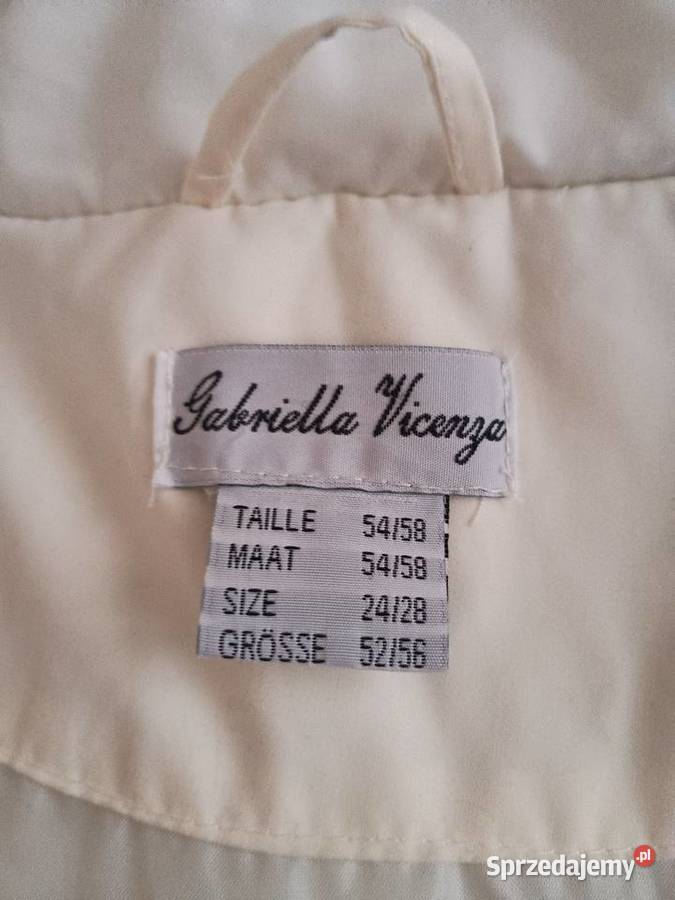 Gabriella Vicenza
TAILLE 54/58
MAAT 54/58
SIZE 24/28
GRÖSSE 52/56
Sprzedajemy.pl